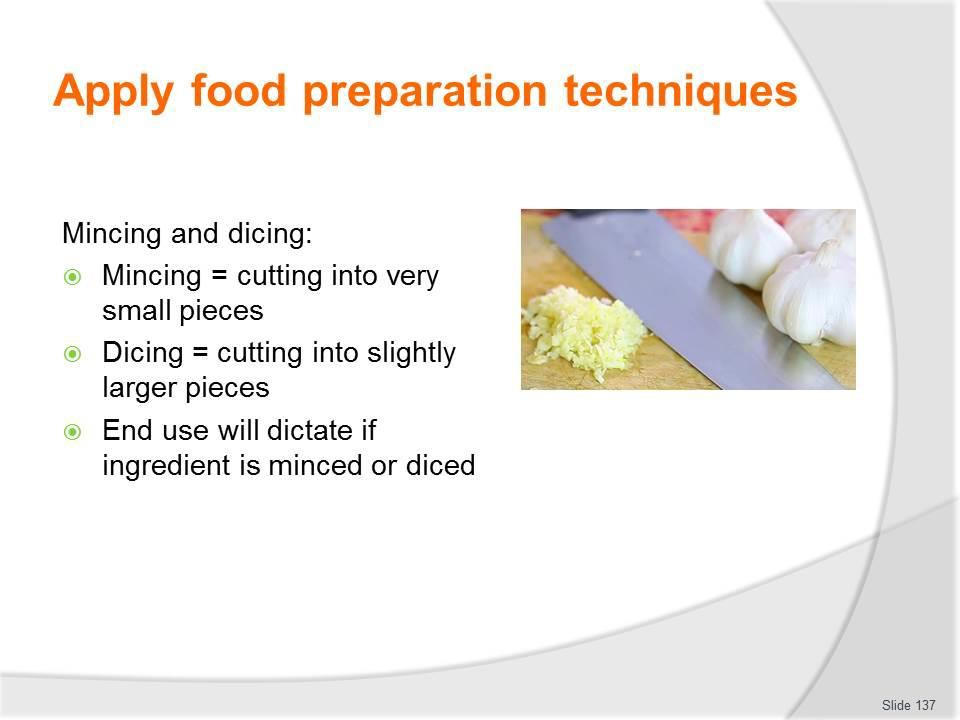 Apply food preparation techniques
Mincing and dicing:
Mincing = cutting into very
small pieces
Dicing = cutting into slightly
larger pieces
End use will dictate if
ingredient is minced or diced
Slide 137